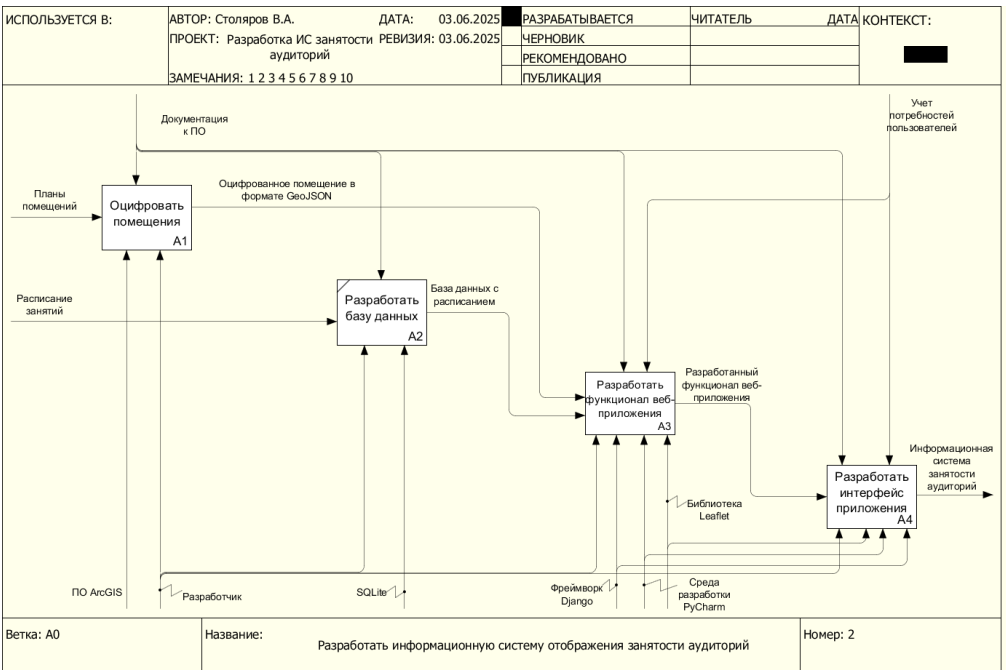 ИСПОЛЬЗУЕТСЯ В:
АВТОР: Столяров В.А.
ДАТА: 03.06.2025
ПРОЕКТ: Разработка ИС занятости
аудиторий
РЕВИЗИЯ: 03.06.2025
ЗАМЕЧАНИЯ: 1 2 3 4 5 6 7 8 9 10
РАЗРАБАТЫВАЕТСЯ
ЧЕРНОВИК
РЕКОМЕНДОВАНО
ПУБЛИКАЦИЯ
ЧИТАТЕЛЬ
ДАТА
КОНТЕКСТ:
Документация
к ПО
Учет
потребностей
пользователей
Планы
помещений
Оцифровать
помещения
A1
Оцифрованное помещение в
формате GeoJSON
Расписание
занятий
Разработать
базу данных
A2
База данных с
расписанием
Разработать
функционал веб-
приложения
A3
Разработанный
функционал веб-
приложения
Разработать
интерфейс
приложения
A4
Информационная
система
занятости
аудиторий
Библиотека
Leaflet
ПО ArcGIS
Разработчик
SQLite
Фреймворк
Django
Среда
разработки
PyCharm
Ветка: A0
Название:
Разработать информационную систему отображения занятости аудиторий
Номер: 2